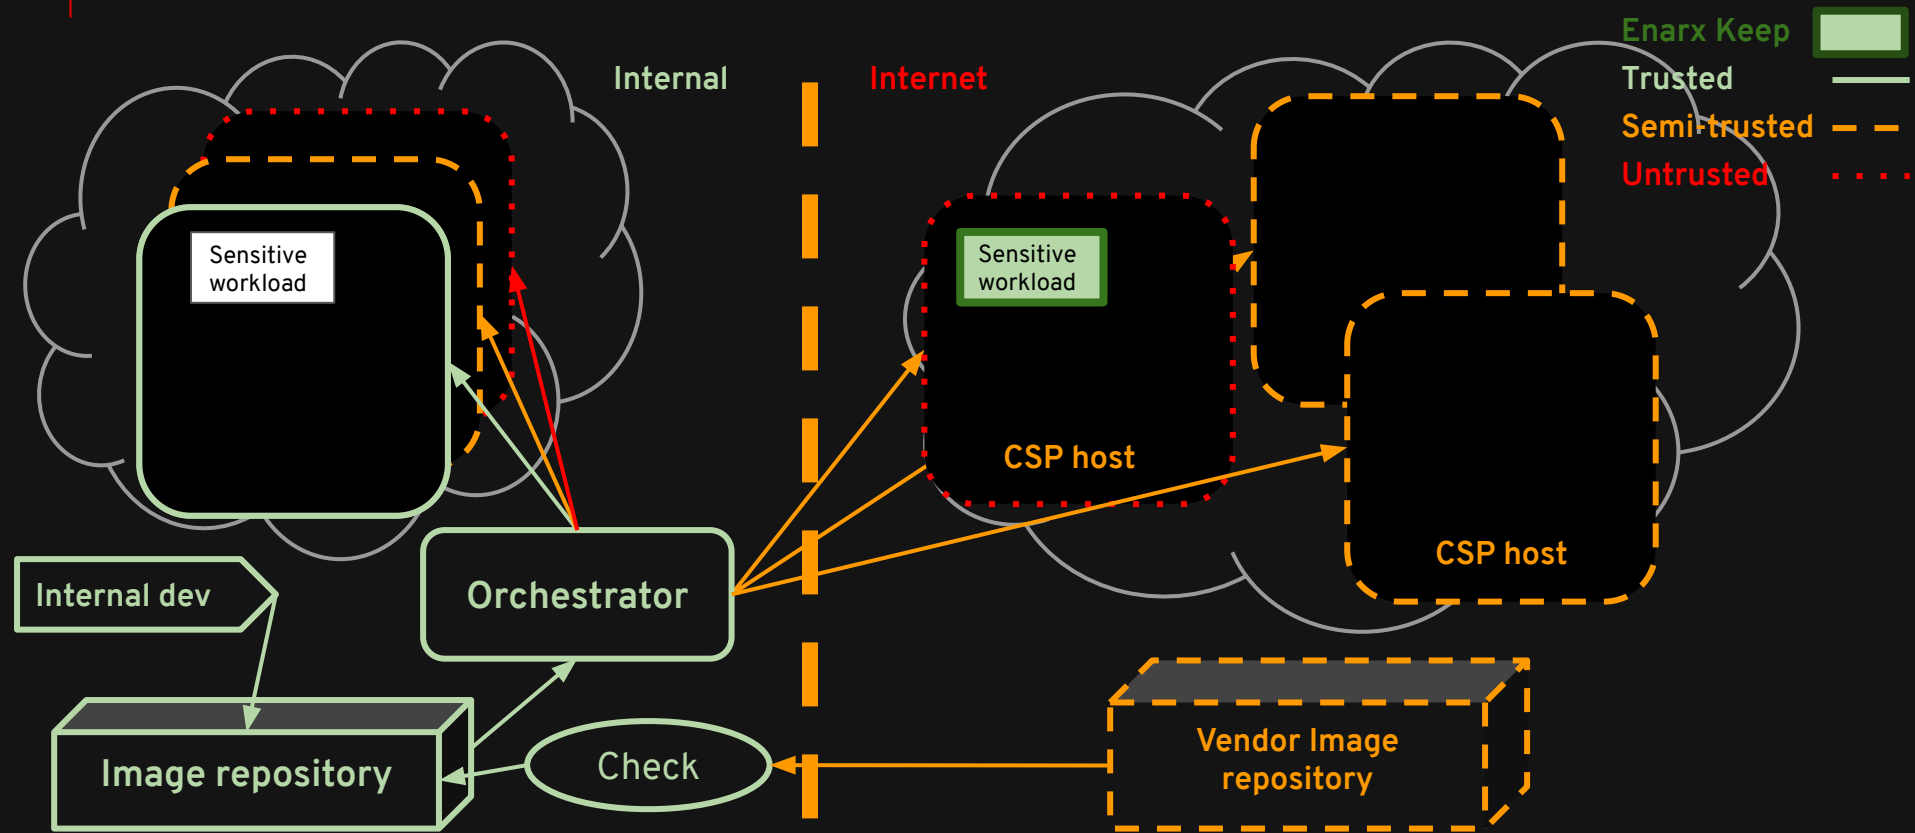 Internal
Internet
Enarx Keep
Trusted
Semi-trusted
Untrusted
Sensitive
workload
Sensitive
workload
CSP host
CSP host
Internal dev
Orchestrator
Image repository
Check
Vendor Image
repository